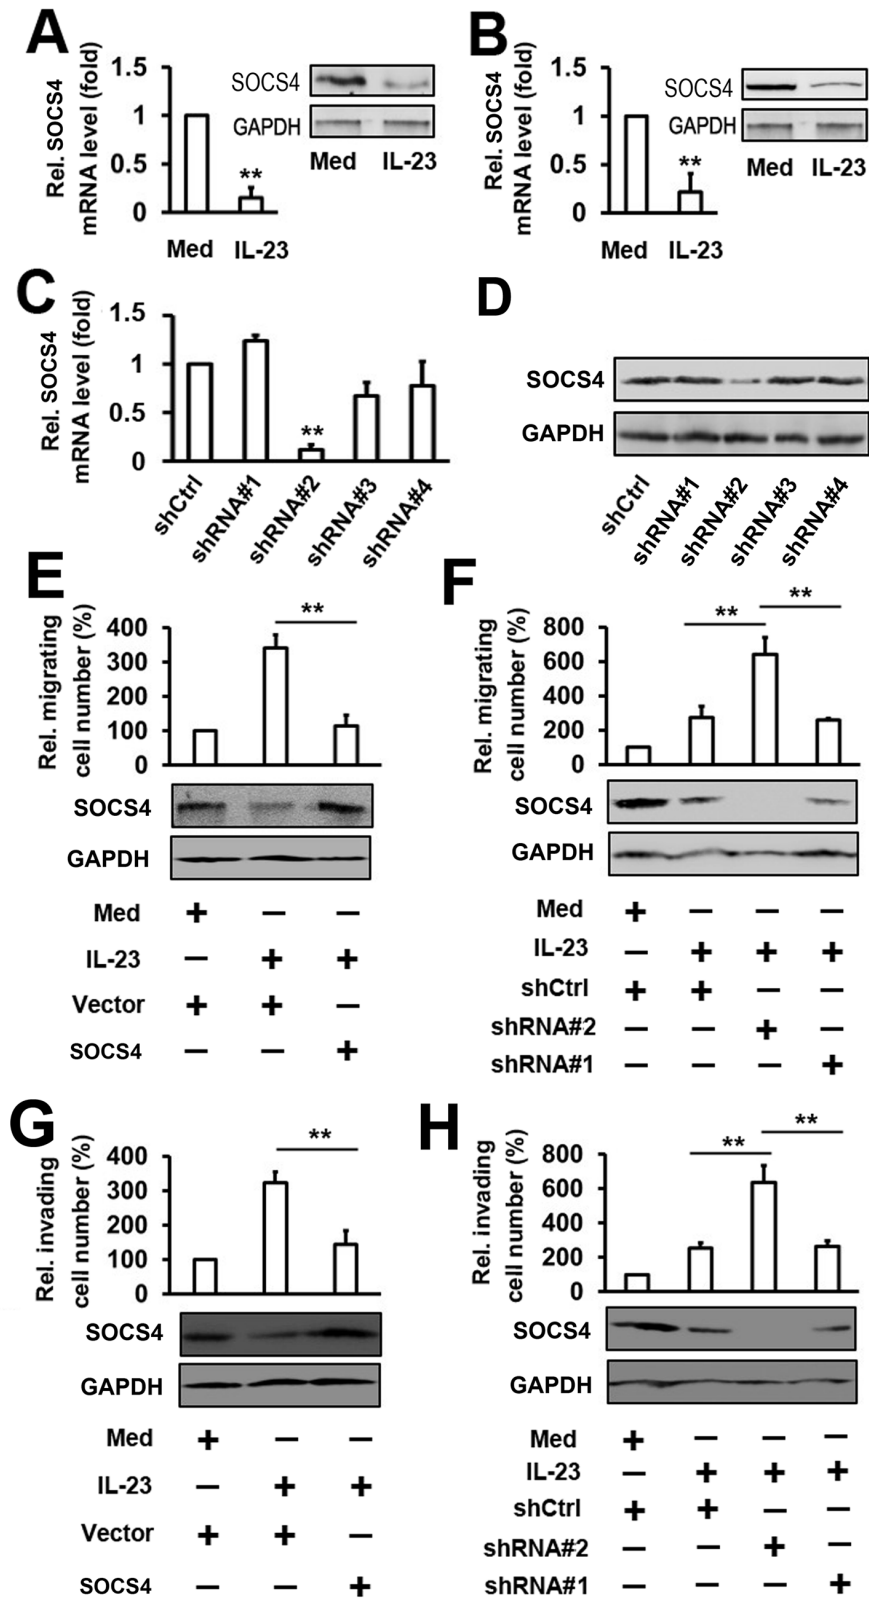 A
Rel. SOCS4
mRNA level (fold)
1.5
1
0.5
0
**
Med IL-23
SOCS4
GAPDH
Med IL-23
B
Rel. SOCS4
mRNA level (fold)
1.5
1
0.5
0
**
Med IL-23
SOCS4
GAPDH
Med IL-23
C
Rel. SOCS4
mRNA level (fold)
1.5
1
0.5
0
**
shCtrl
shRNA#1
shRNA#2
shRNA#3
shRNA#4
D
SOCS4
GAPDH
shCtrl
shRNA#1
shRNA#2
shRNA#3
shRNA#4
E
Rel. migrating
cell number (%)
400
300
200
100
0
**
SOCS4
GAPDH
Med + — —
IL-23 — + +
Vector + + —
SOCS4 — — +
F
Rel. migrating
cell number (%)
800
600
400
200
0
** **
SOCS4
GAPDH
Med + — — —
IL-23 — + + +
shCtrl + + — —
shRNA#2 — — + —
shRNA#1 — — — +
G
Rel. invading
cell number (%)
400
300
200
100
0
**
SOCS4
GAPDH
Med + — —
IL-23 — + +
Vector + + —
SOCS4 — — +
H
Rel. invading
cell number (%)
800
600
400
200
0
** **
SOCS4
GAPDH
Med + — — —
IL-23 — + + +
shCtrl + + — —
shRNA#2 — — + —
shRNA#1 — — — +